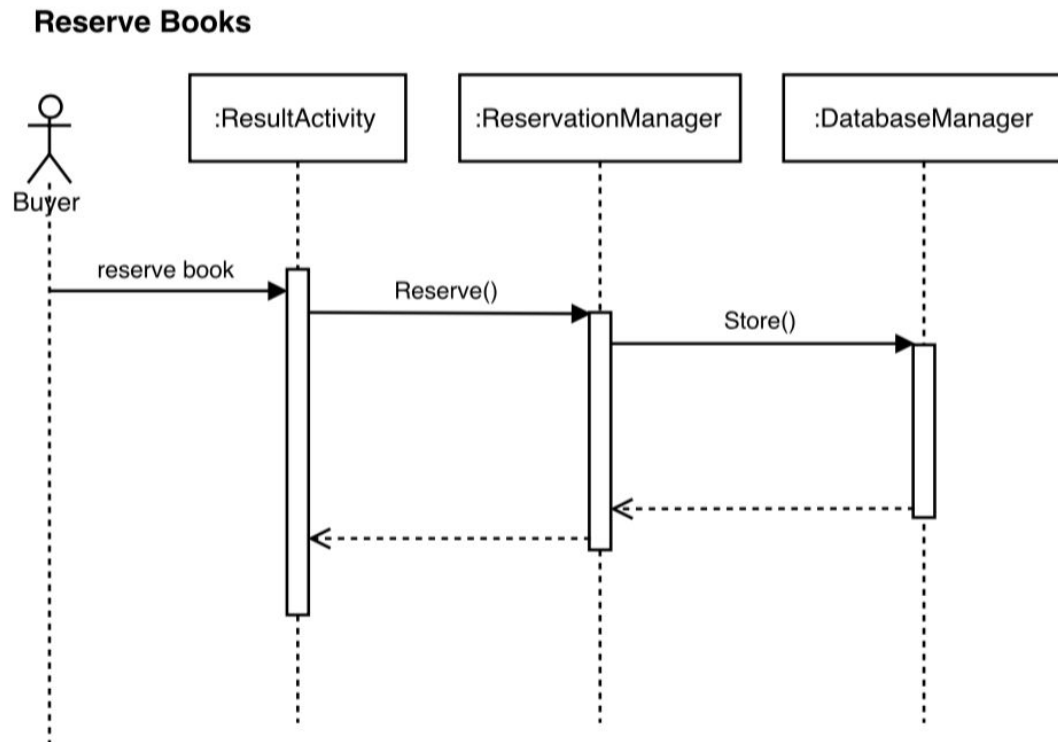 Reserve Books
:ResultActivity
:ReservationManager
:DatabaseManager
Buyer
reserve book
Reserve()
Store()